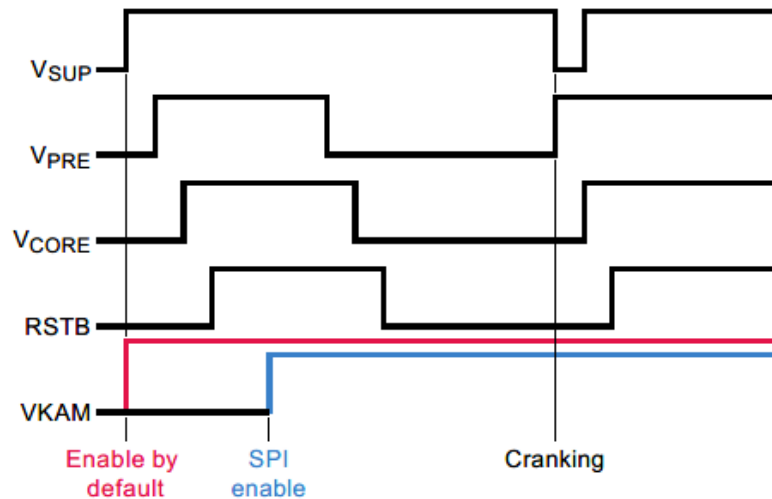 VSUP
VPRE
VCORE
RSTB
VKAM
Enable by
default
SPI
enable
Cranking